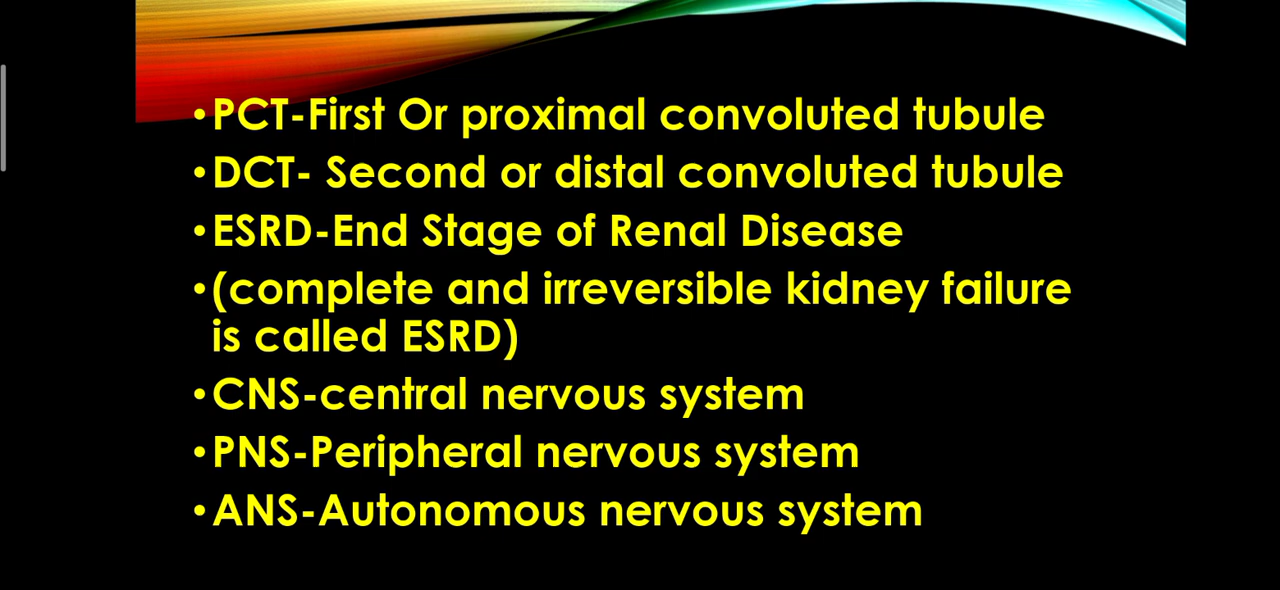 •PCT-First Or proximal convoluted tubule
•DCT- Second or distal convoluted tubule
•ESRD-End Stage of Renal Disease
•(complete and irreversible kidney failure
is called ESRD)
•CNS-central nervous system
•PNS-Peripheral nervous system
•ANS-Autonomous nervous system